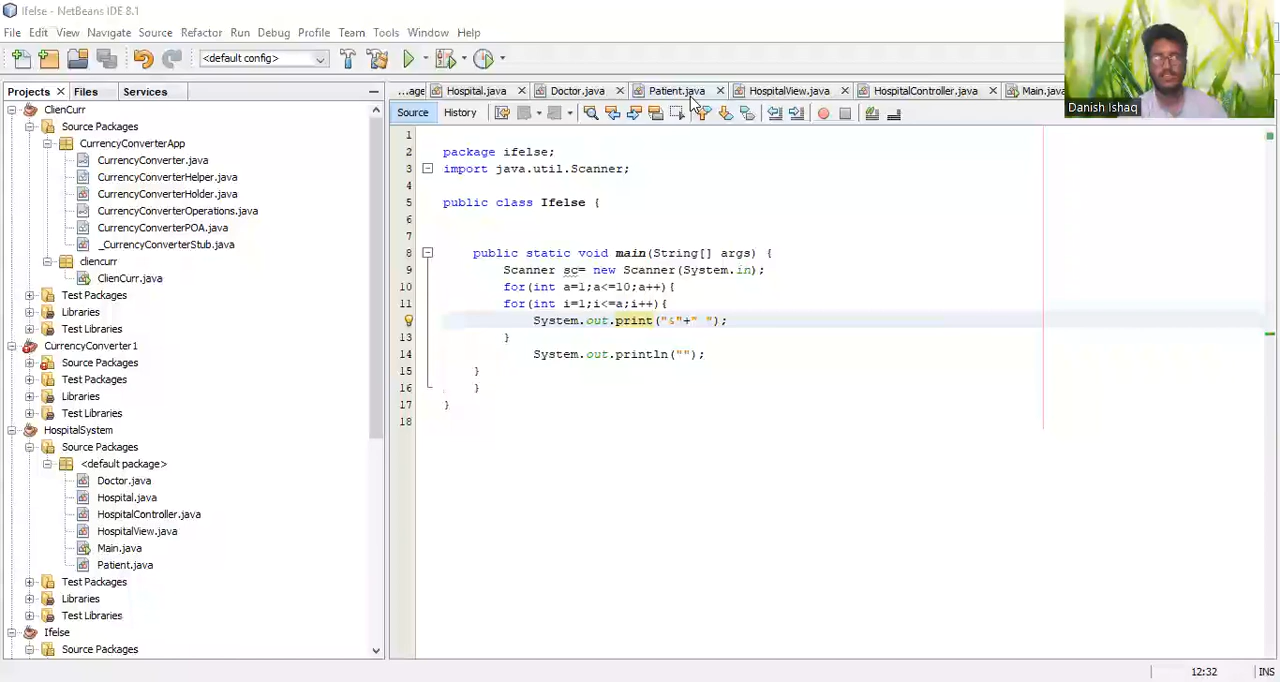 Ifelse - NetBeans IDE 8.1
File Edit View Navigate Source Refactor Run Debug Profile Team Tools Window Help
<default config>
Danish Ishaq
Projects Files Services
...age Hospital.java Doctor.java Patient.java HospitalView.java HospitalController.java Main.java
Source History
ClienCurr
Source Packages
CurrencyConverterApp
CurrencyConverter.java
CurrencyConverterHelper.java
CurrencyConverterHolder.java
CurrencyConverterOperations.java
CurrencyConverterPOA.java
_CurrencyConverterStub.java
cliencurr
ClienCurr.java
Test Packages
Libraries
Test Libraries
CurrencyConverter1
Source Packages
Test Packages
Libraries
Test Libraries
HospitalSystem
Source Packages
<default package>
Doctor.java
Hospital.java
HospitalController.java
HospitalView.java
Main.java
Patient.java
Test Packages
Libraries
Test Libraries
Ifelse
Source Packages
1
2 package ifelse;
3 import java.util.Scanner;
4
5 public class Ifelse {
6
7
8 public static void main(String[] args) {
9 Scanner sc= new Scanner(System.in);
10 for(int a=1;a<=10;a++){
11 for(int i=1;i<=a;i++){
System.out.print("&"+" ");
13 }
14 System.out.println("");
15 }
16 }
17 }
18
12:32 INS